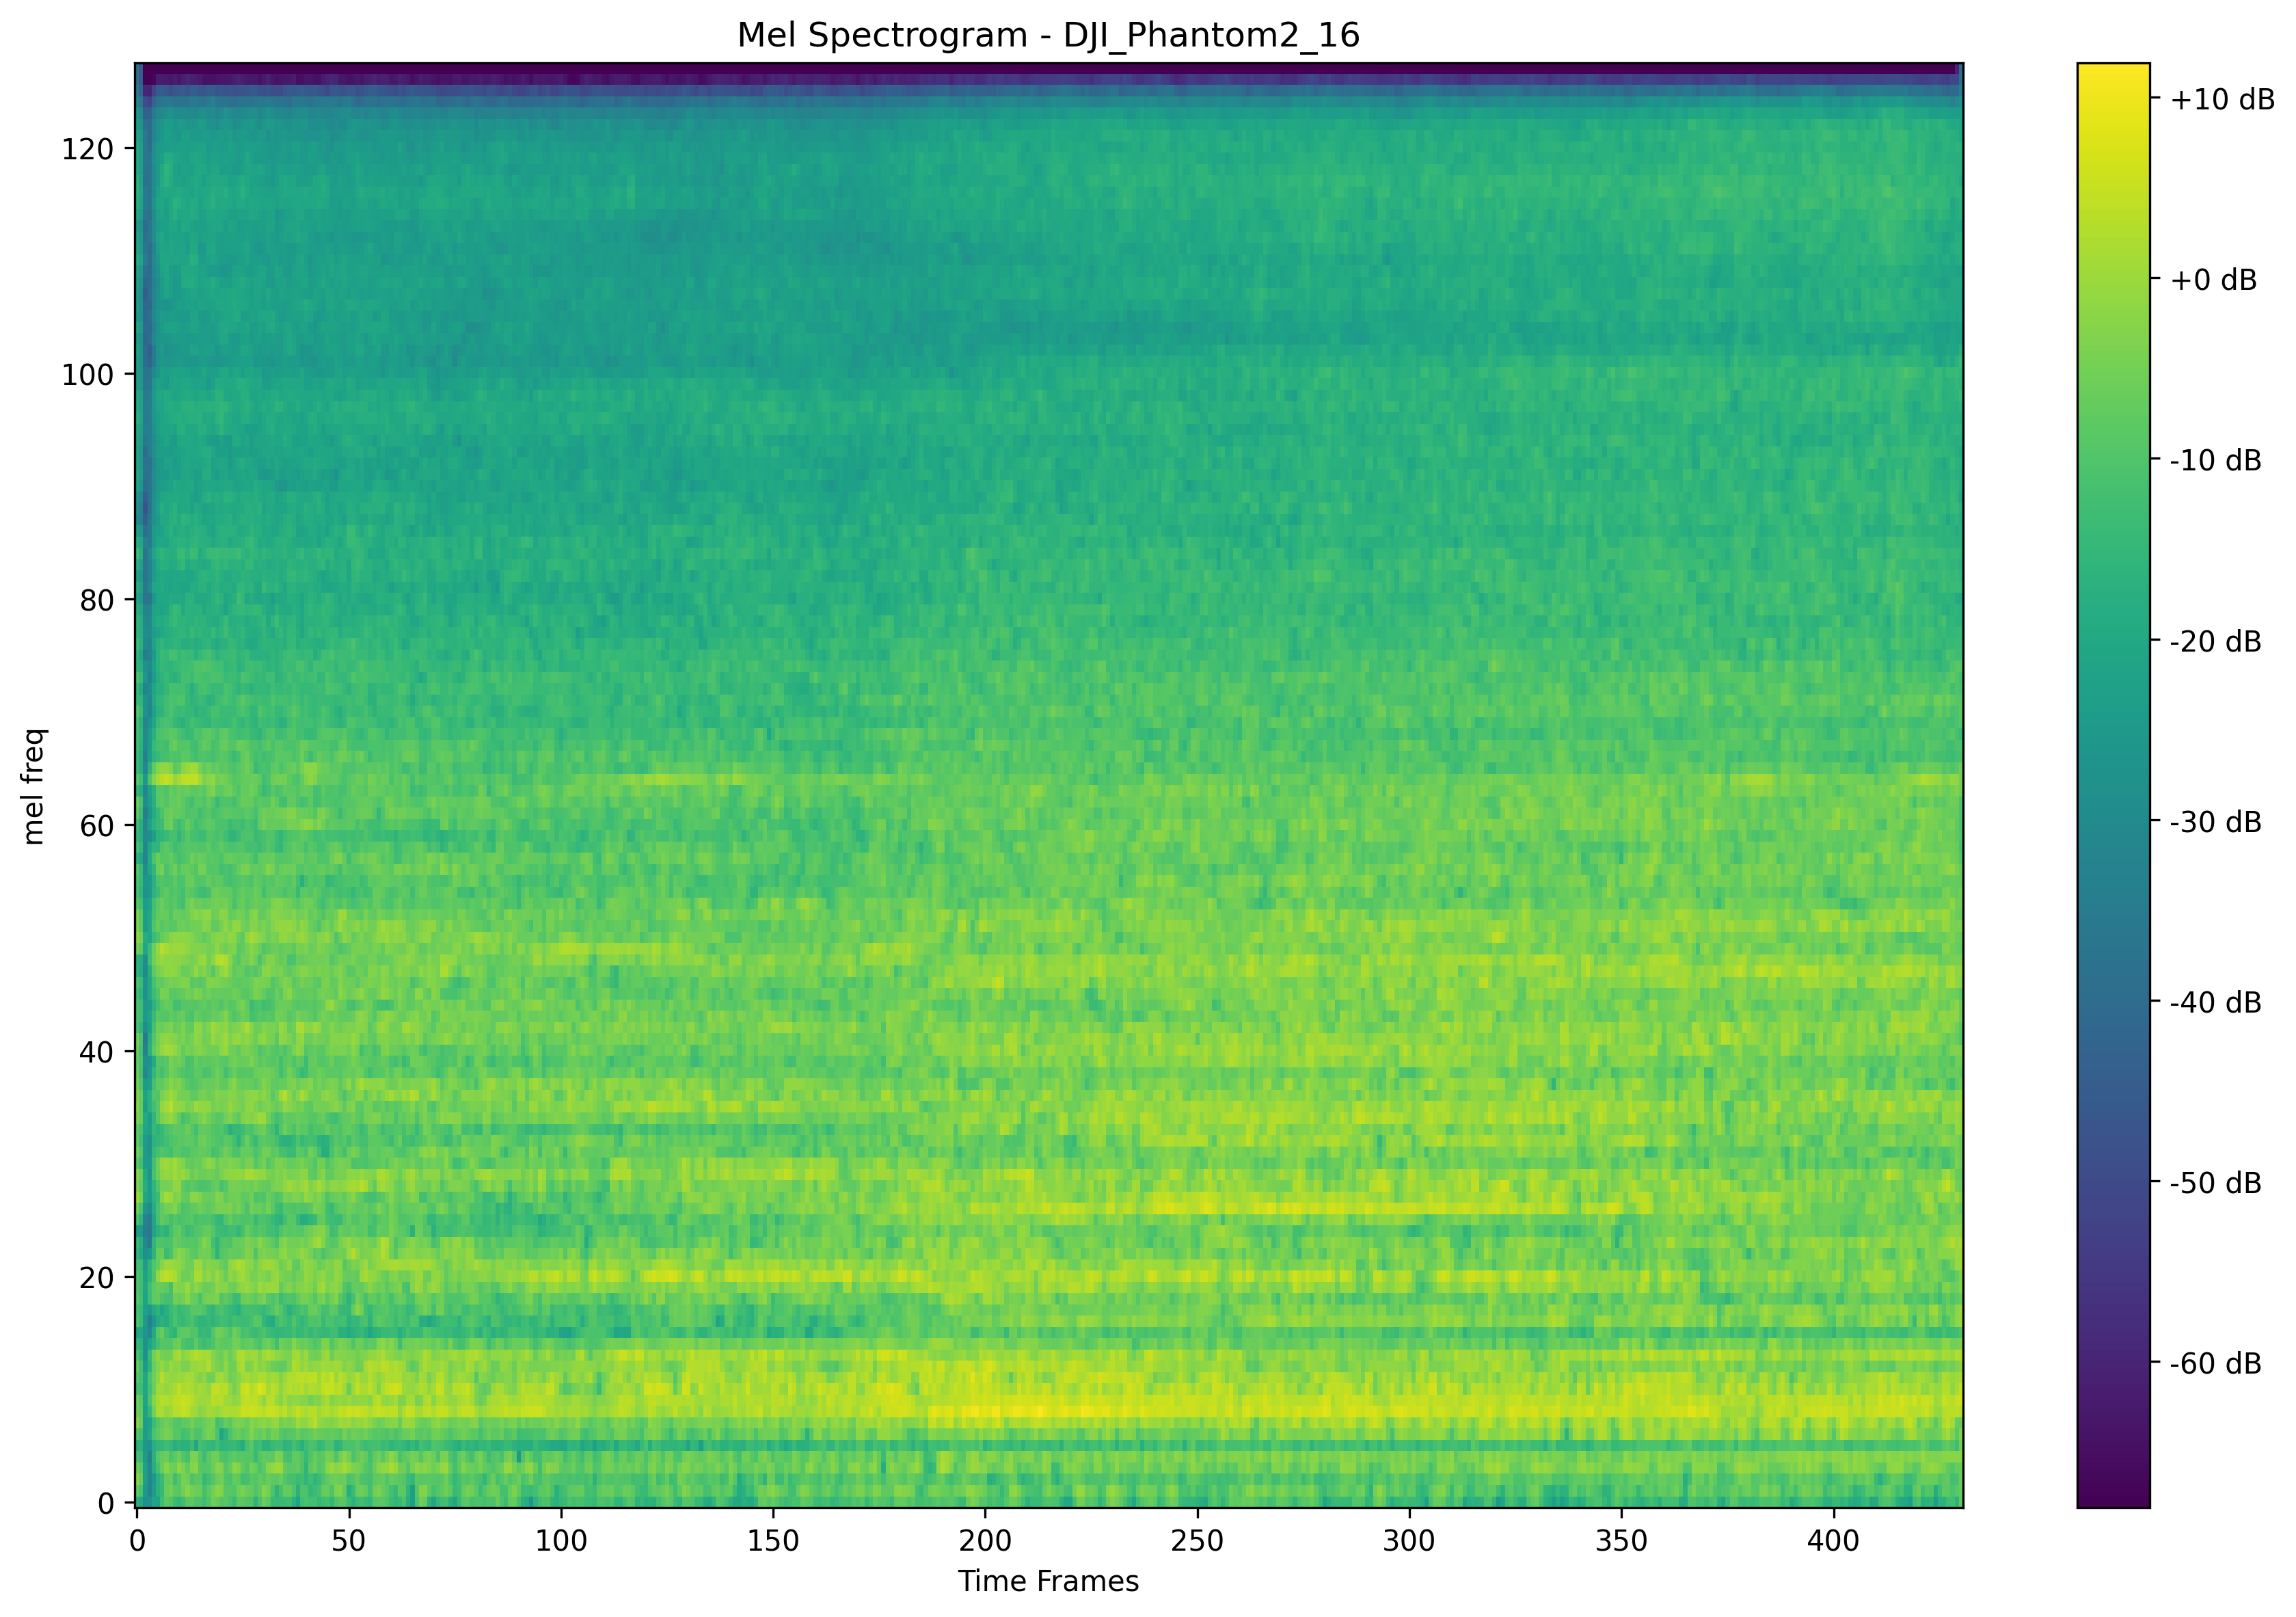 Mel Spectrogram - DJI_Phantom2_16
mel freq
120
100
80
60
40
20
0
0 50 100 150 200 250 300 350 400
Time Frames
+10 dB
+0 dB
-10 dB
-20 dB
-30 dB
-40 dB
-50 dB
-60 dB